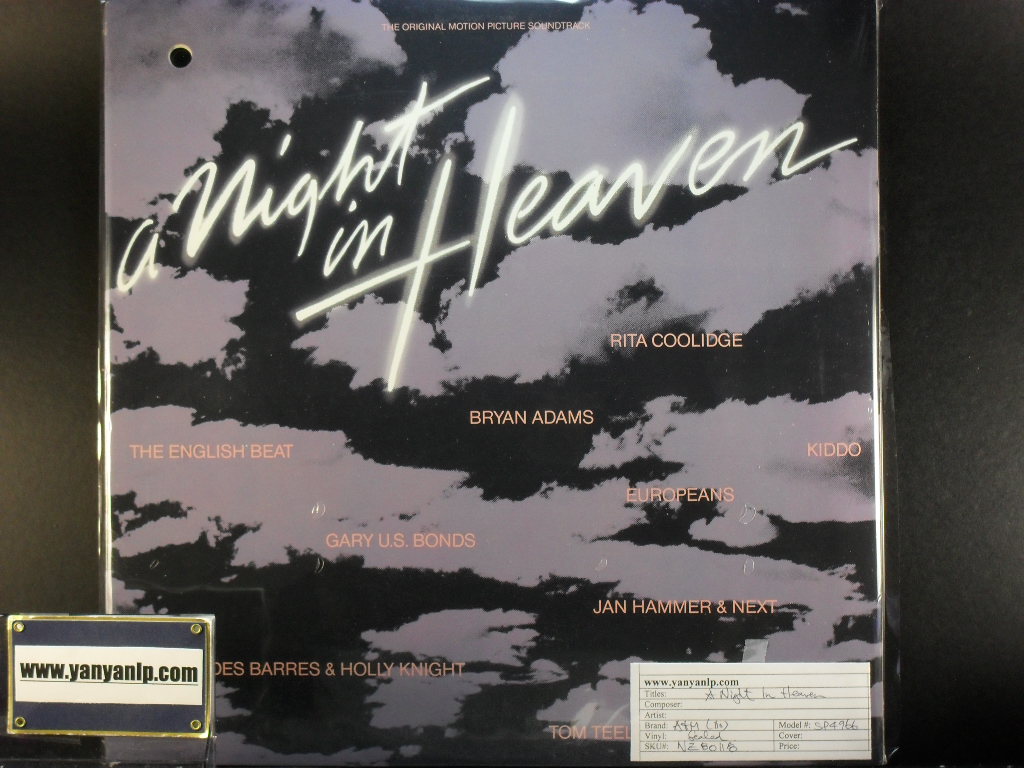 THE ORIGINAL MOTION PICTURE SOUNDTRACK
a Night
in Heaven
RITA COOLIDGE
BRYAN ADAMS
THE ENGLISH BEAT
KIDDO
EUROPEANS
GARY U.S. BONDS
JAN HAMMER & NEXT
DES BARRES & HOLLY KNIGHT
TOM TEEL
www.yanyanlp.com
www.yanyanlp.com
Titles: A Night In Heaven
Composer:
Artist:
Brand: A&M (US) Model #: SP4966
Vinyl: Sealed Cover:
SKU#: NZ80118 Price: